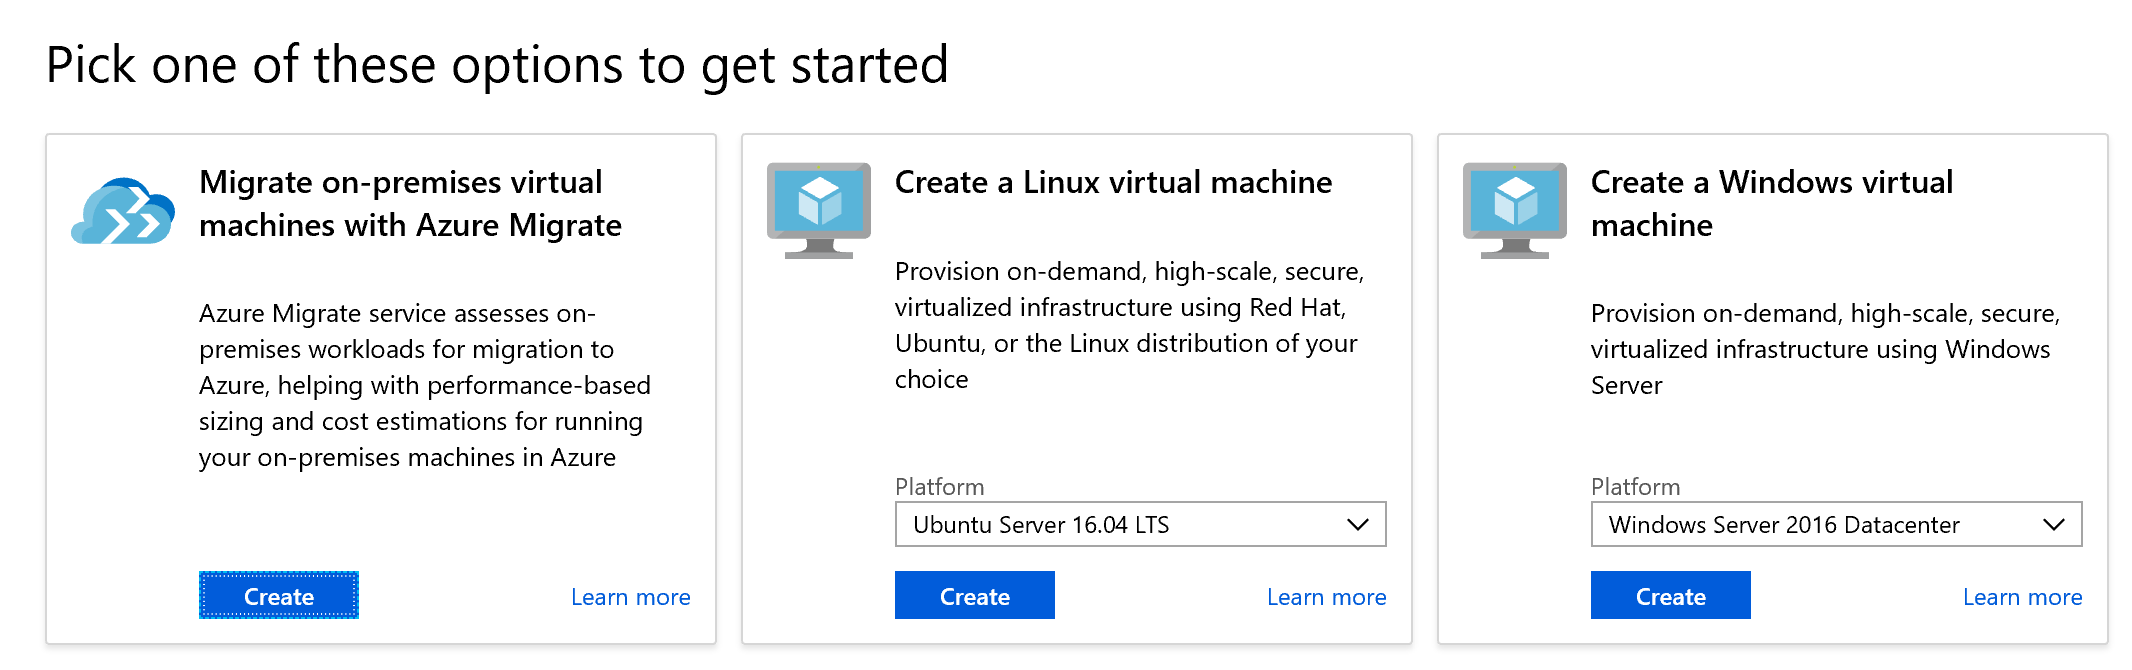 Pick one of these options to get started
Migrate on-premises virtual
machines with Azure Migrate
Azure Migrate service assesses on-
premises workloads for migration to
Azure, helping with performance-based
sizing and cost estimations for running
your on-premises machines in Azure
Create
Learn more
Create a Linux virtual machine
Provision on-demand, high-scale, secure,
virtualized infrastructure using Red Hat,
Ubuntu, or the Linux distribution of your
choice
Platform
Ubuntu Server 16.04 LTS
Create
Learn more
Create a Windows virtual
machine
Provision on-demand, high-scale, secure,
virtualized infrastructure using Windows
Server
Platform
Windows Server 2016 Datacenter
Create
Learn more